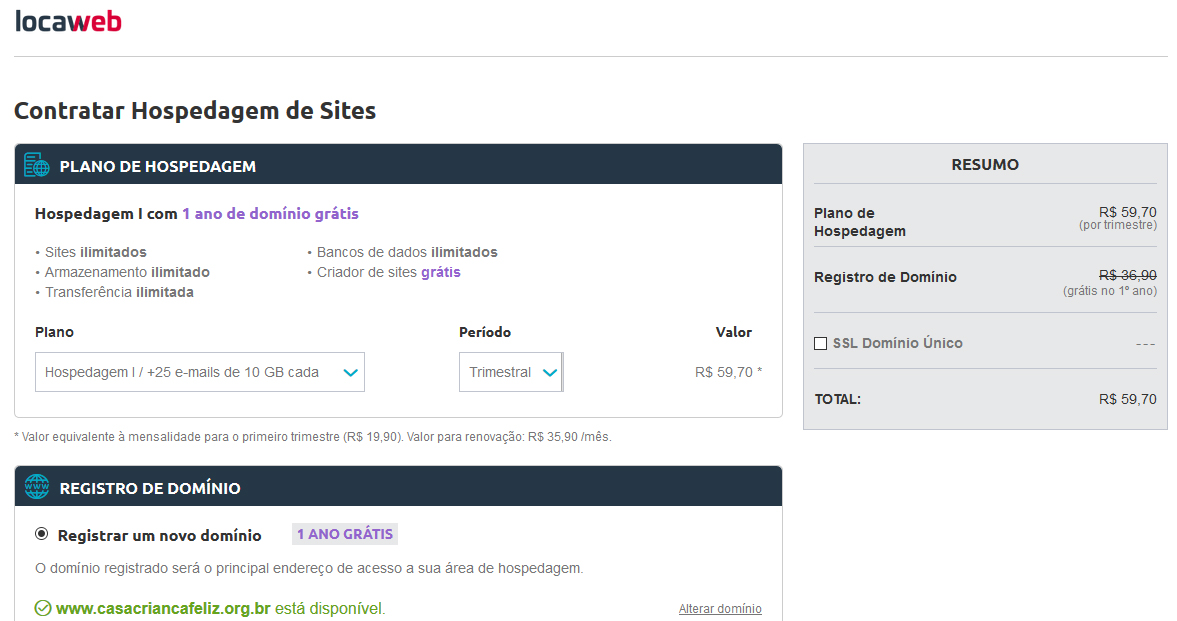 locaweb
Contratar Hospedagem de Sites
PLANO DE HOSPEDAGEM
Hospedagem I com 1 ano de domínio grátis
• Sites ilimitados
• Armazenamento ilimitado
• Transferência ilimitada
• Bancos de dados ilimitados
• Criador de sites grátis
Plano
Período
Valor
Hospedagem I / +25 e-mails de 10 GB cada
Trimestral
R$ 59,70 *
* Valor equivalente à mensalidade para o primeiro trimestre (R$ 19,90). Valor para renovação: R$ 35,90 /mês.
REGISTRO DE DOMÍNIO
Registrar um novo domínio
1 ANO GRÁTIS
O domínio registrado será o principal endereço de acesso a sua área de hospedagem.
www.casacriancafeliz.org.br está disponível.
Alterar domínio
RESUMO
Plano de
Hospedagem
R$ 59,70
(por trimestre)
Registro de Domínio
R$ 36,90
(grátis no 1º ano)
SSL Domínio Único
---
TOTAL:
R$ 59,70